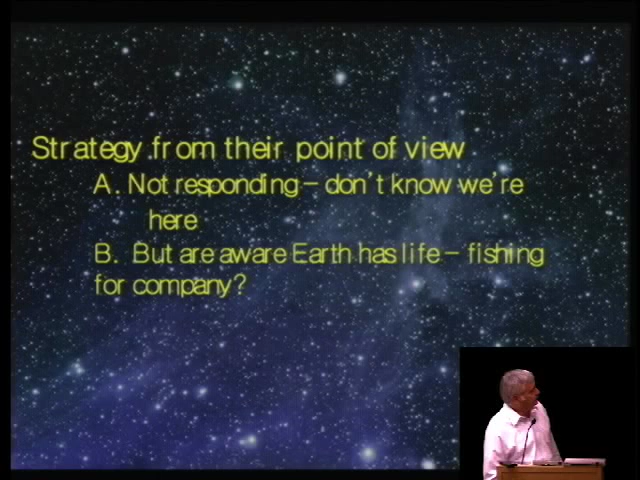 Strategy from their point of view
A. Not responding – don't know we're
here
B. But are aware Earth has life – fishing
for company?